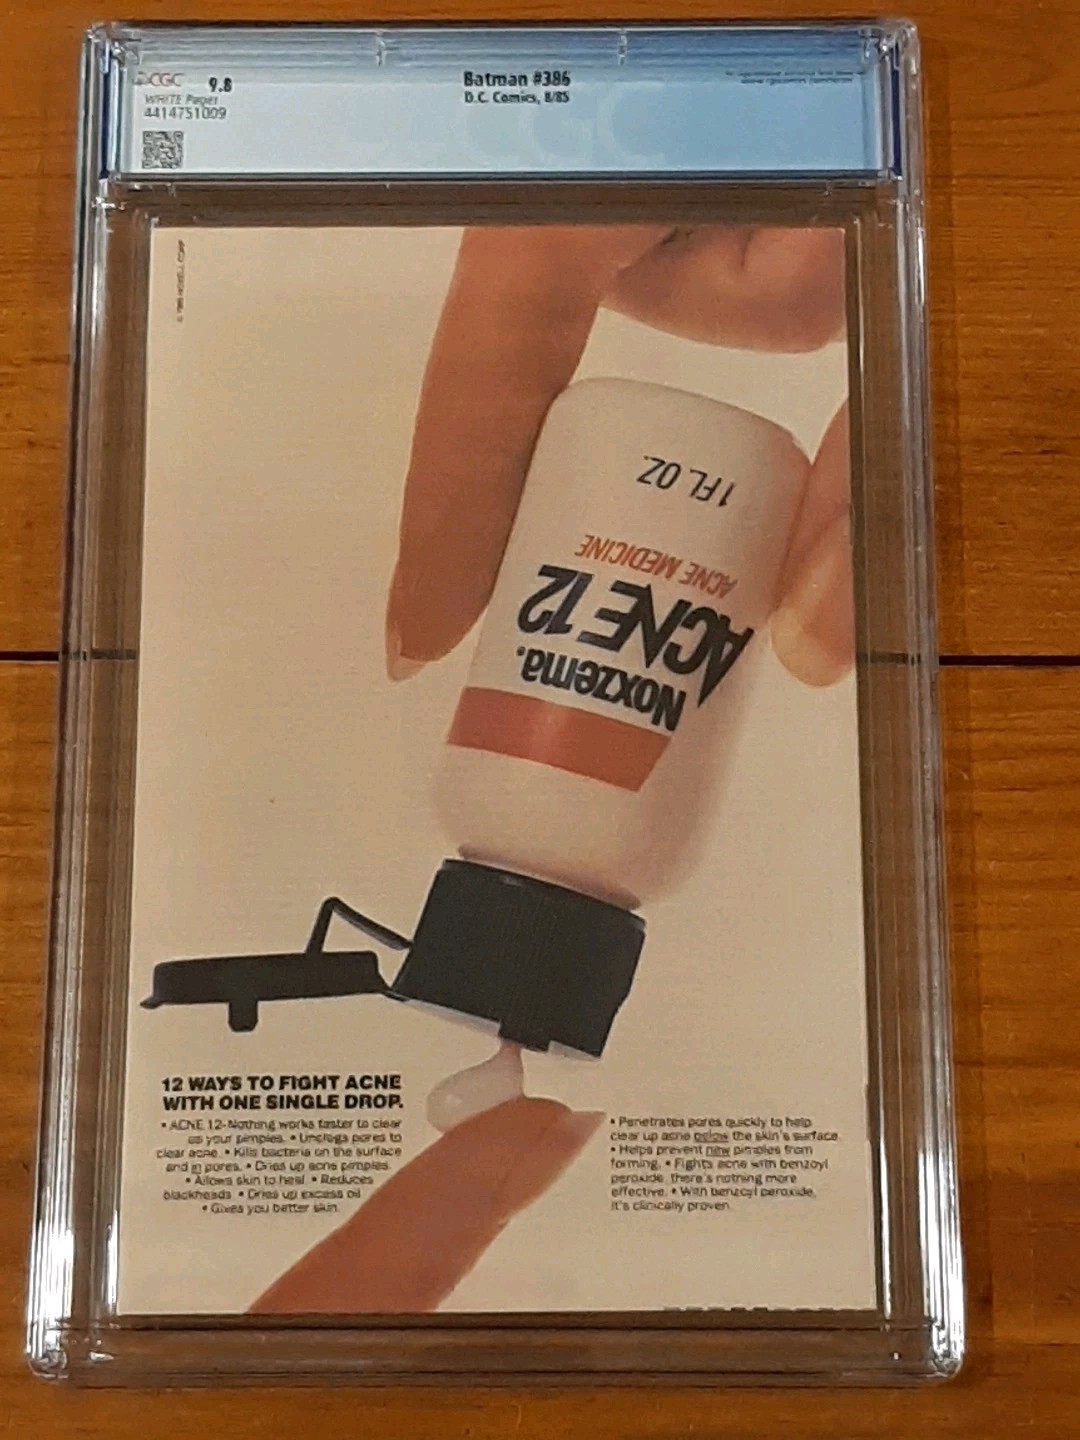 CGC 9.8
WHITE Pages
4414751009
Batman #386
D.C. Comics, 8/85
1 FL. OZ.
ACNE MEDICINE
ACNE 12
Noxzema.
12 WAYS TO FIGHT ACNE
WITH ONE SINGLE DROP.
• ACNE 12-Nothing works faster to clear
up your pimples. • Unclogs pores to
clear acne. • Kills bacteria on the surface
and in pores. • Dries up acne pimples.
• Allows skin to heal • Reduces
blackheads • Dries up excess oil
• Gives you better skin.
• Penetrates pores quickly to help
clear up acne below the skin's surface.
• Helps prevent new pimples from
forming. • Fights acne with benzoyl
peroxide, there's nothing more
effective. • With benzoyl peroxide,
it's clinically proven.